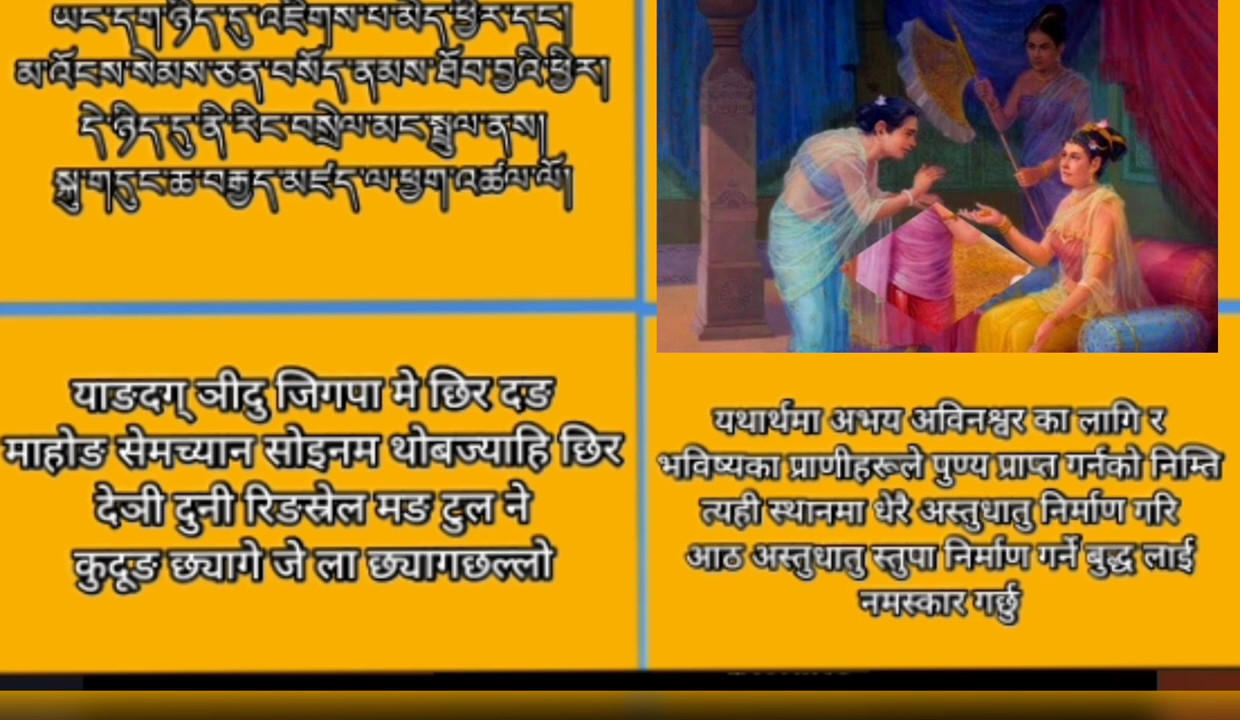 ཡང་དག་ཉིད་དུ་འཇིགས་པ་མེད་ཕྱིར་དང༌།
མ་འོངས་སེམས་ཅན་བསོད་ནམས་ཐོབ་བྱའི་ཕྱིར།
དེ་ཉིད་དུ་ནི་རིང་བསྲེལ་མང་སྤྲུལ་ནས།
སྐུ་གདུང་ཆ་བརྒྱད་མཛད་ལ་ཕྱག་འཚལ་ལོ།
याङदग् ञीदु जिगपा मे छिर दङ
माहोङ सेमच्यान सोइनम थोबज्याहि छिर
देञी दुनी रिङस्रेल मङ टुल ने
कुदूङ छ्यागे जे ला छ्यागछल्लो
यथार्थमा अभय अविनश्वर का लागि र
भविष्यका प्राणीहरूले पुण्य प्राप्त गर्नको निम्ति
त्यही स्थानमा धेरै अस्तुधातु निर्माण गरि
आठ अस्तुधातु स्तुपा निर्माण गर्ने बुद्ध लाई
नमस्कार गर्छु